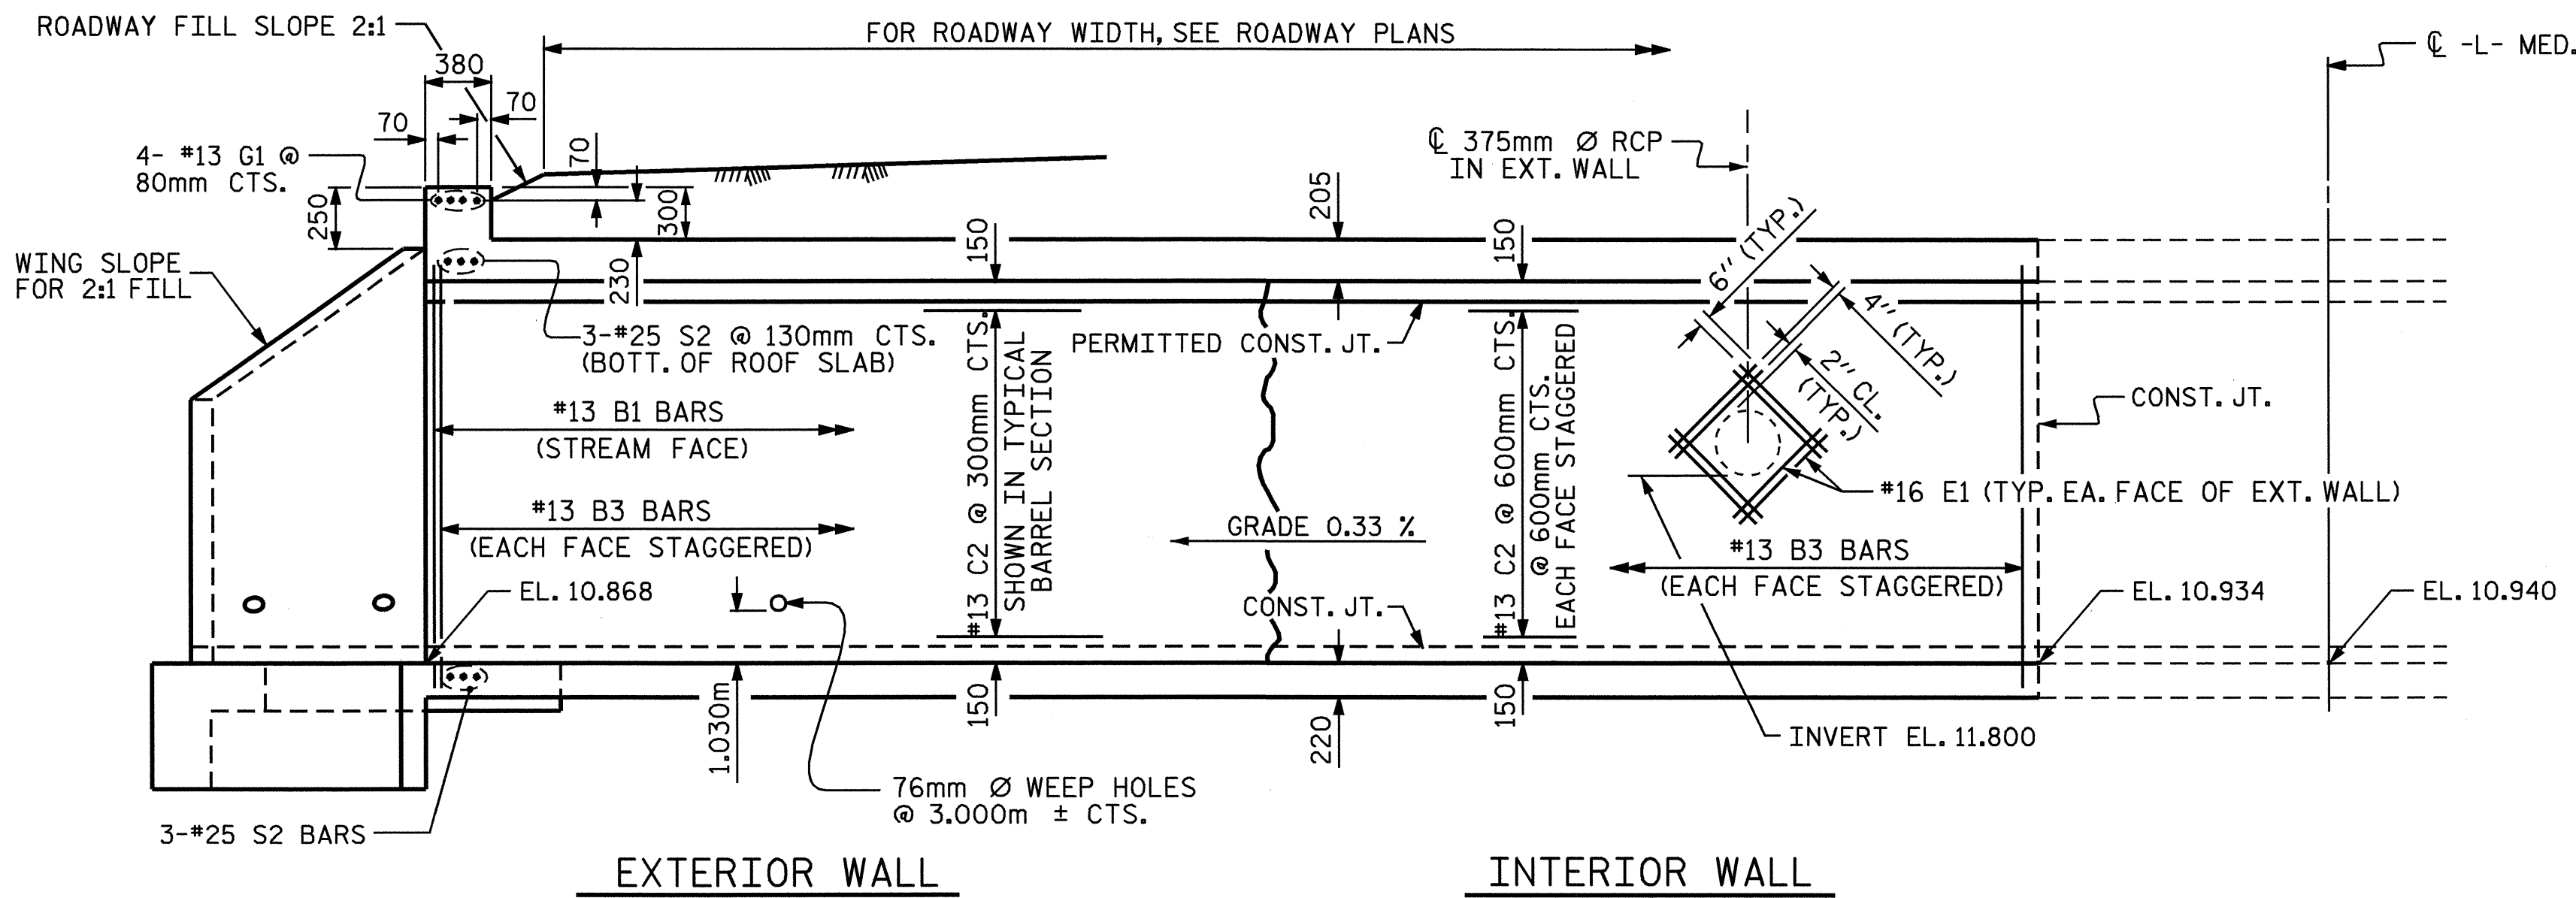 ROADWAY FILL SLOPE 2:1
FOR ROADWAY WIDTH, SEE ROADWAY PLANS
℄ -L- MED.
380
70
70
4- #13 G1 @
80mm CTS.
70
250
300
230
℄ 375mm Ø RCP
IN EXT. WALL
205
150
150
6" (TYP.)
4" (TYP.)
2" CL.
(TYP.)
WING SLOPE
FOR 2:1 FILL
3-#25 S2 @ 130mm CTS.
(BOTT. OF ROOF SLAB)
PERMITTED CONST. JT.
#13 C2 @ 300mm CTS.
SHOWN IN TYPICAL
BARREL SECTION
#13 C2 @ 600mm CTS.
@ 600mm CTS.
EACH FACE STAGGERED
CONST. JT.
#13 B1 BARS
(STREAM FACE)
#13 B3 BARS
(EACH FACE STAGGERED)
#16 E1 (TYP. EA. FACE OF EXT. WALL)
GRADE 0.33 %
#13 B3 BARS
(EACH FACE STAGGERED)
EL. 10.868
CONST. JT.
EL. 10.934
EL. 10.940
1.030m
150
220
150
INVERT EL. 11.800
76mm Ø WEEP HOLES
@ 3.000m ± CTS.
3-#25 S2 BARS
EXTERIOR WALL
INTERIOR WALL